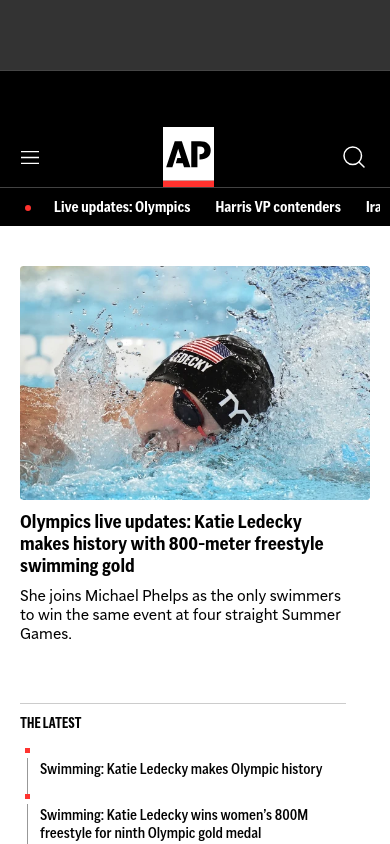 AP
Live updates: Olympics Harris VP contenders
LEDECKY
TYR
Olympics live updates: Katie Ledecky
makes history with 800-meter freestyle
swimming gold
She joins Michael Phelps as the only swimmers
to win the same event at four straight Summer
Games.
THE LATEST
Swimming: Katie Ledecky makes Olympic history
Swimming: Katie Ledecky wins women’s 800M
freestyle for ninth Olympic gold medal